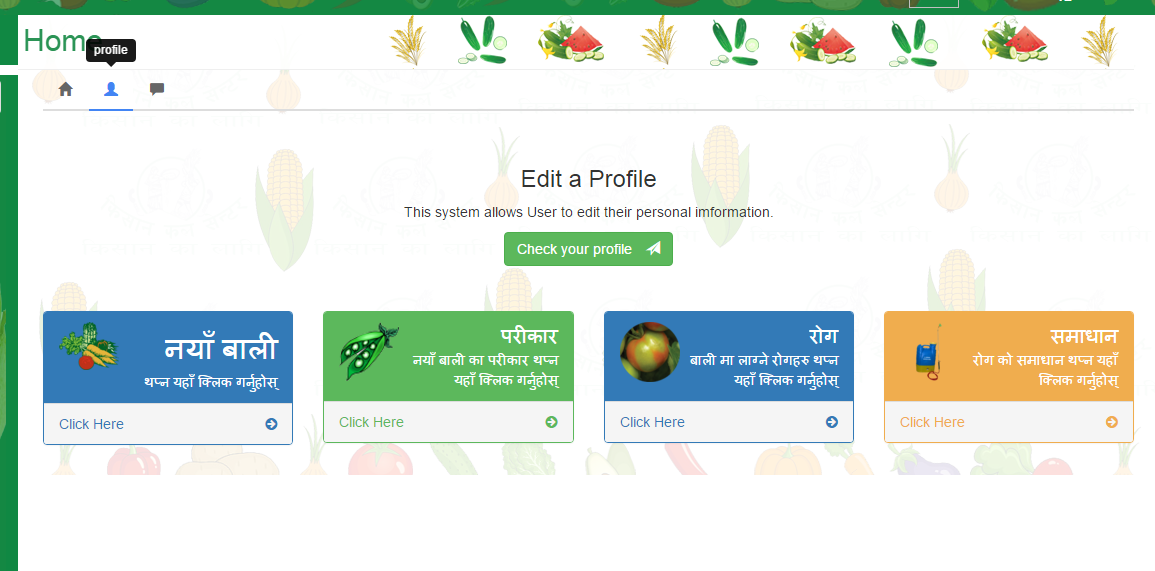 Home
profile
Edit a Profile
This system allows User to edit their personal imformation.
Check your profile
नयाँ बाली
थप्न यहाँ क्लिक गर्नुहोस्
Click Here
परीकार
नयाँ बाली का परीकार थप्न
यहाँ क्लिक गर्नुहोस्
Click Here
रोग
बाली मा लाग्ने रोगहरु थप्न
यहाँ क्लिक गर्नुहोस्
Click Here
समाधान
रोग को समाधान थप्न यहाँ
क्लिक गर्नुहोस्
Click Here